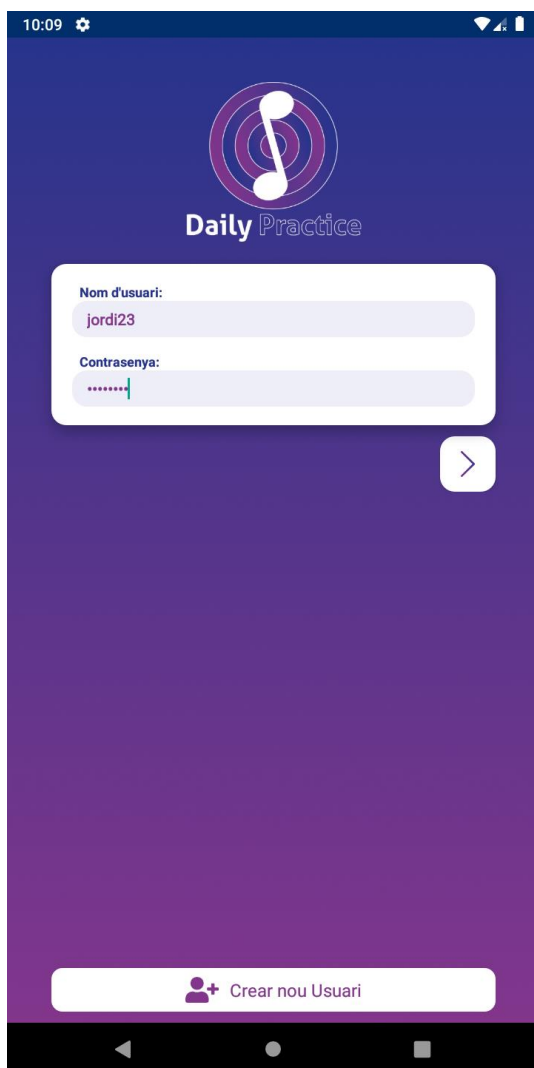 10:09
Daily Practice
Nom d'usuari:
jordi23
Contrasenya:
••••••••
Crear nou Usuari